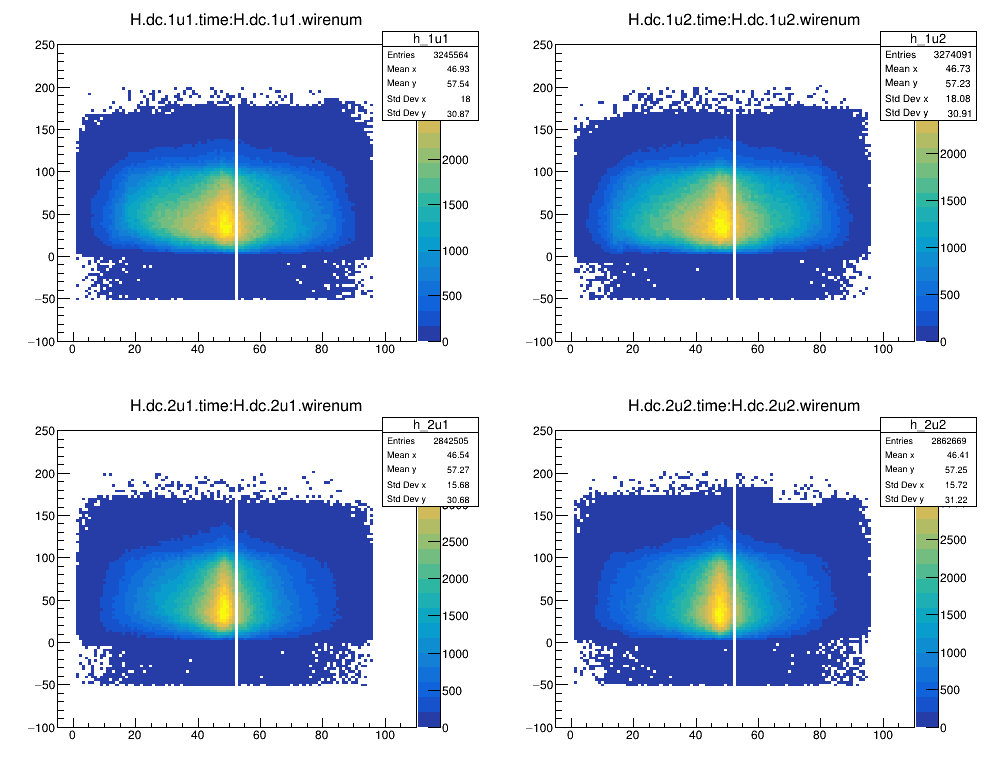 H.dc.1u1.time:H.dc.1u1.wirenum
h_1u1
Entries 3245564
Mean x 46.93
Mean y 57.54
Std Dev x 18
Std Dev y 30.87
250
200
150
100
50
0
−50
−100
0 20 40 60 80 100
2000
1500
1000
500
0
H.dc.1u2.time:H.dc.1u2.wirenum
h_1u2
Entries 3274091
Mean x 46.73
Mean y 57.23
Std Dev x 18.08
Std Dev y 30.91
250
200
150
100
50
0
−50
−100
0 20 40 60 80 100
2000
1500
1000
500
0
H.dc.2u1.time:H.dc.2u1.wirenum
h_2u1
Entries 2842505
Mean x 46.54
Mean y 57.27
Std Dev x 15.68
Std Dev y 30.68
250
200
150
100
50
0
−50
−100
0 20 40 60 80 100
2500
2000
1500
1000
500
0
H.dc.2u2.time:H.dc.2u2.wirenum
h_2u2
Entries 2862669
Mean x 46.41
Mean y 57.25
Std Dev x 15.72
Std Dev y 31.22
250
200
150
100
50
0
−50
−100
0 20 40 60 80 100
2500
2000
1500
1000
500
0